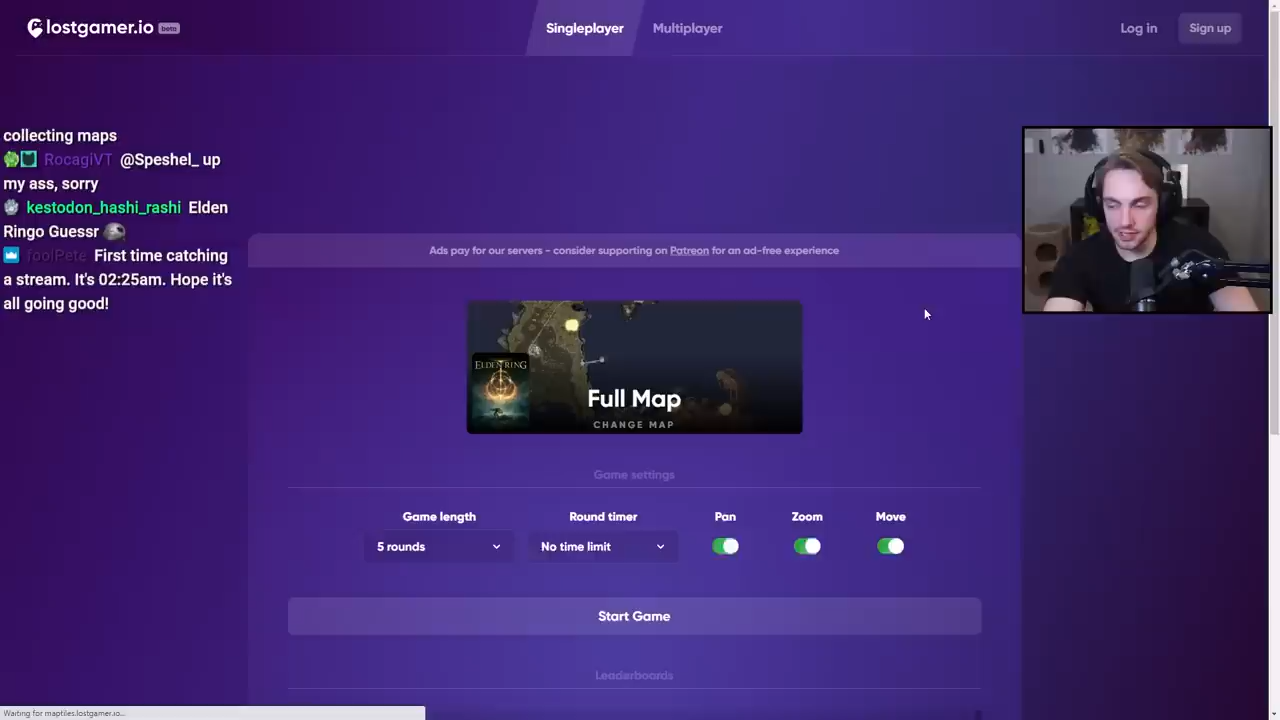 lostgamer.io beta
Singleplayer
Multiplayer
Log in
Sign up
collecting maps
RocagiVT @Speshel_ up
my ass, sorry
kestodon_hashi_rashi Elden
Ringo Guessr
foolPete First time catching
a stream. It's 02:25am. Hope it's
all going good!
Ads pay for our servers - consider supporting on Patreon for an ad-free experience
ELDEN RING
Full Map
CHANGE MAP
Game settings
Game length
Round timer
Pan
Zoom
Move
5 rounds
No time limit
Start Game
Leaderboards
Waiting for maptiles.lostgamer.io...